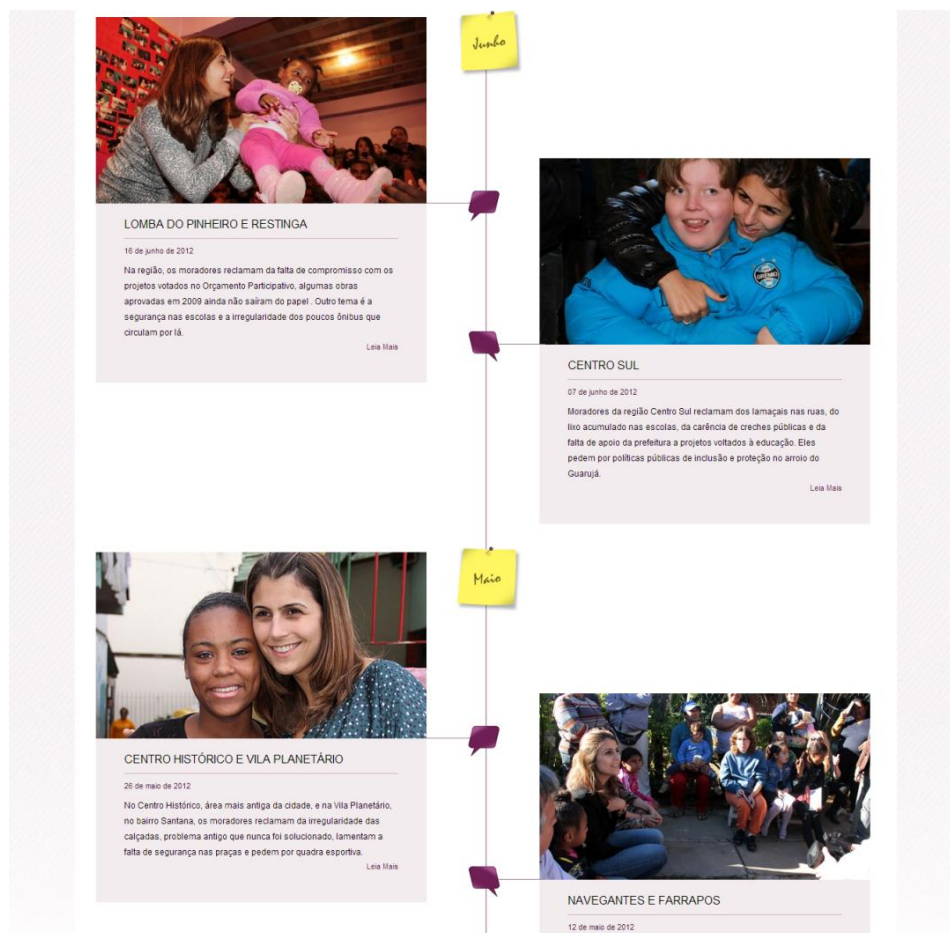 Junho
LOMBA DO PINHEIRO E RESTINGA
16 de junho de 2012
Na região, os moradores reclamam da falta de compromisso com os
projetos votados no Orçamento Participativo, algumas obras
aprovadas em 2009 ainda não saíram do papel . Outro tema é a
segurança nas escolas e a irregularidade dos poucos ônibus que
circulam por lá.
Leia Mais
GRÊMIO
CENTRO SUL
07 de junho de 2012
Moradores da região Centro Sul reclamam dos lamaçais nas ruas, do
lixo acumulado nas escolas, da carência de creches públicas e da
falta de apoio da prefeitura a projetos voltados à educação. Eles
pedem por políticas públicas de inclusão e proteção no arroio do
Guarujá.
Leia Mais
Maio
CENTRO HISTÓRICO E VILA PLANETÁRIO
26 de maio de 2012
No Centro Histórico, área mais antiga da cidade, e na Vila Planetário,
no bairro Santana, os moradores reclamam da irregularidade das
calçadas, problema antigo que nunca foi solucionado, lamentam a
falta de segurança nas praças e pedem por quadra esportiva.
Leia Mais
NAVEGANTES E FARRAPOS
12 de maio de 2012